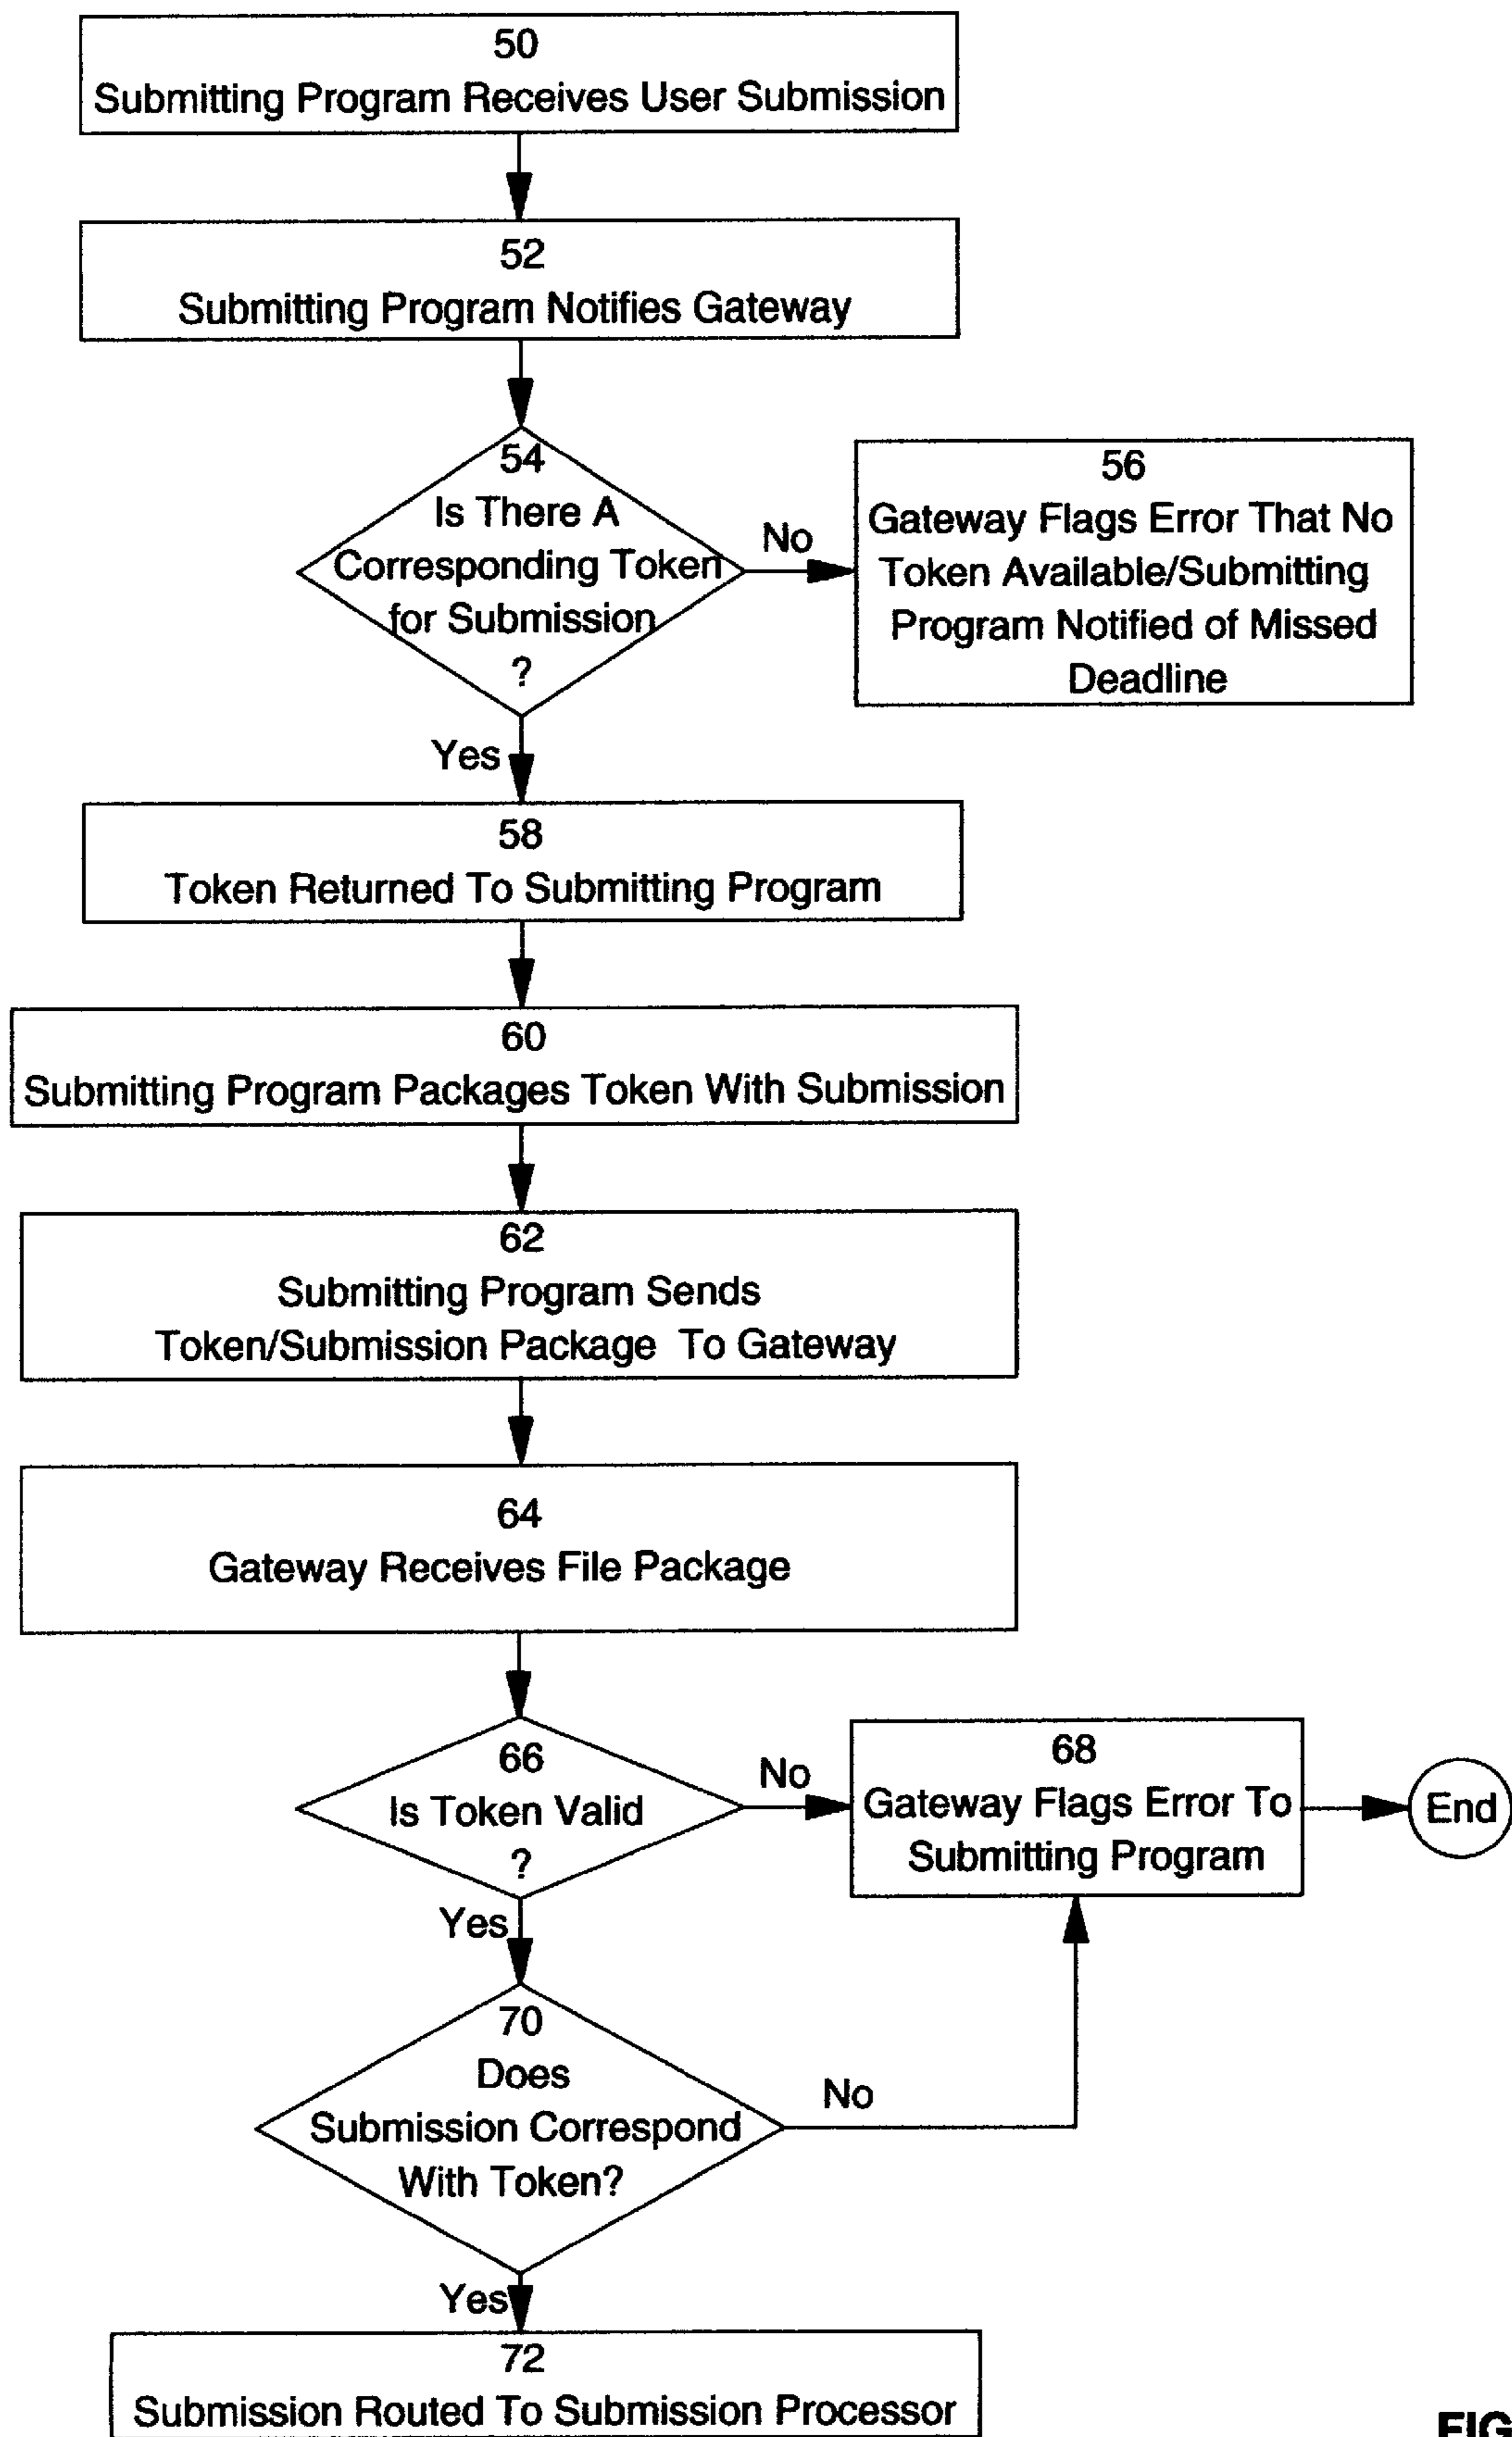 50
Submitting Program Receives User Submission
52
Submitting Program Notifies Gateway
54
Is There A
Corresponding Token
for Submission
?
No
56
Gateway Flags Error That No
Token Available/Submitting
Program Notified of Missed
Deadline
Yes
58
Token Returned To Submitting Program
60
Submitting Program Packages Token With Submission
62
Submitting Program Sends
Token/Submission Package To Gateway
64
Gateway Receives File Package
66
Is Token Valid
?
No
68
Gateway Flags Error To
Submitting Program
End
Yes
70
Does
Submission Correspond
With Token?
No
Yes
72
Submission Routed To Submission Processor
FIG